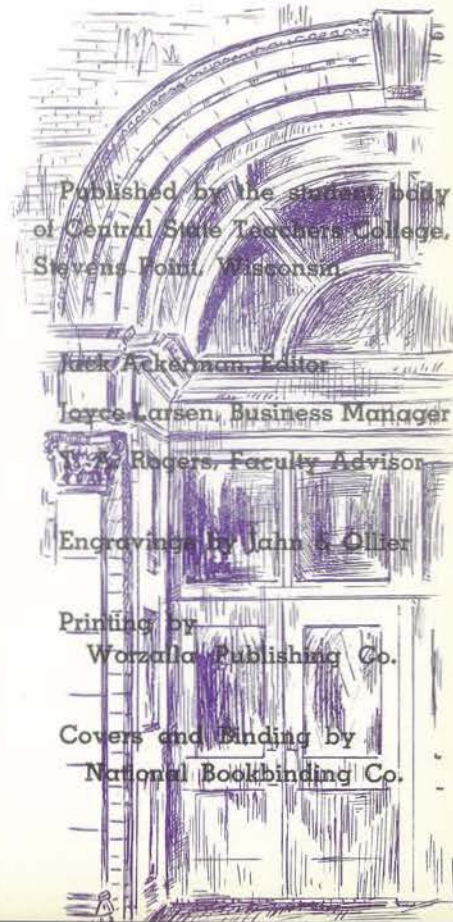 Published by the student body
of Central State Teachers College,
Stevens Point, Wisconsin
Jack Ackerman, Editor
Joyce Larsen, Business Manager
T. A. Rogers, Faculty Advisor
Engravings by Jahn & Ollier
Printing by
Worzalla Publishing Co.
Covers and Binding by
National Bookbinding Co.